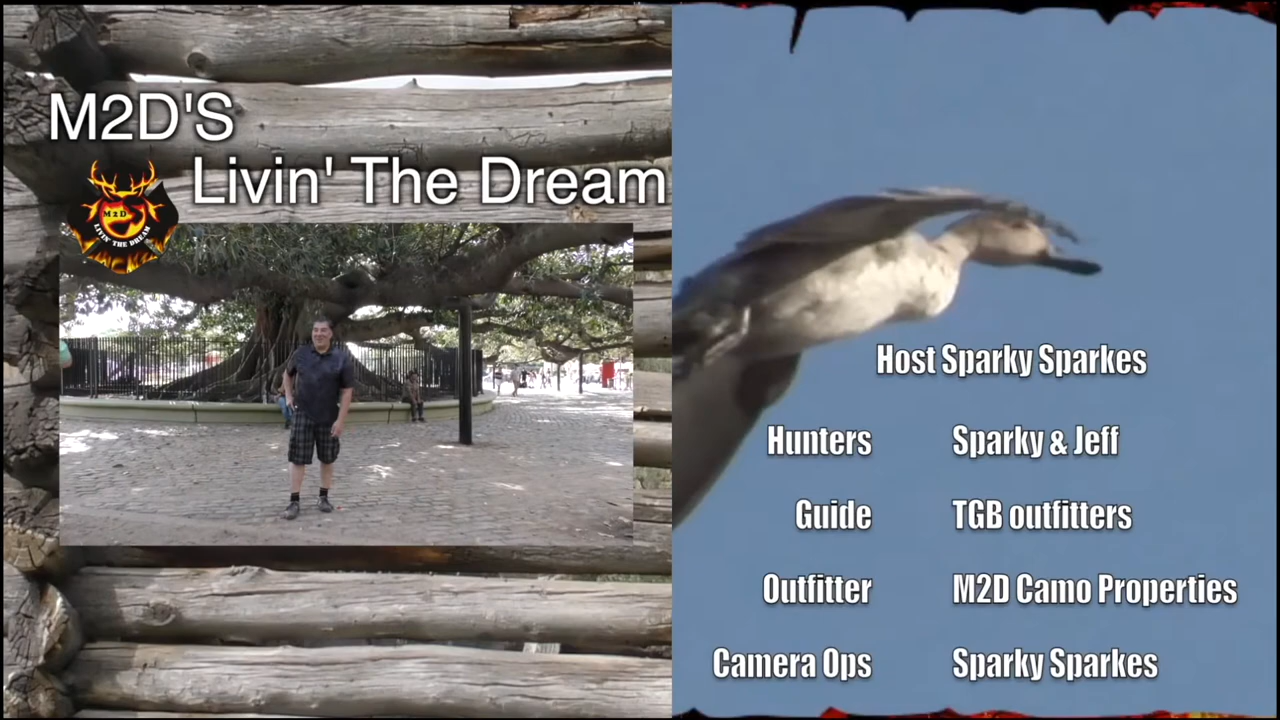 M2D'S
Livin' The Dream
M2D
LIVIN' THE DREAM
Host Sparky Sparkes
Hunters Sparky & Jeff
Guide TGB outfitters
Outfitter M2D Camo Properties
Camera Ops Sparky Sparkes